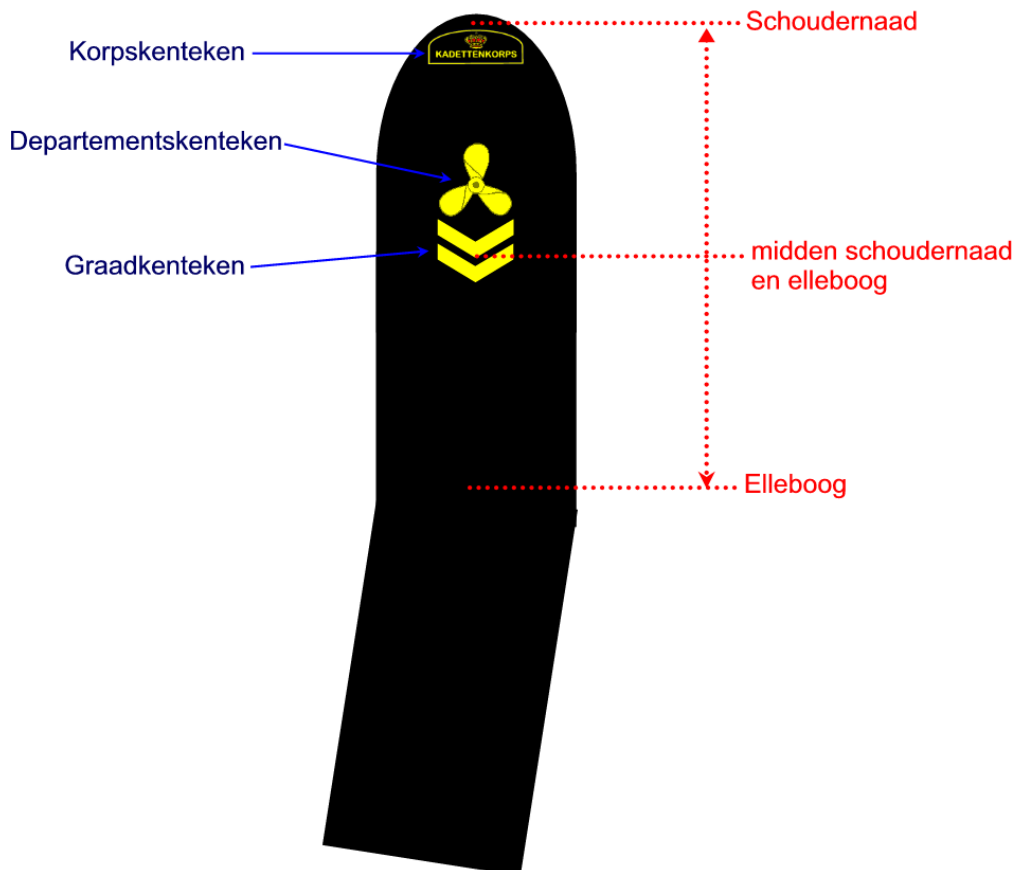 Schoudernaad
Korpskenteken
KADETTENKORPS
Departementskenteken
Graadkenteken
midden schoudernaad
en elleboog
Elleboog